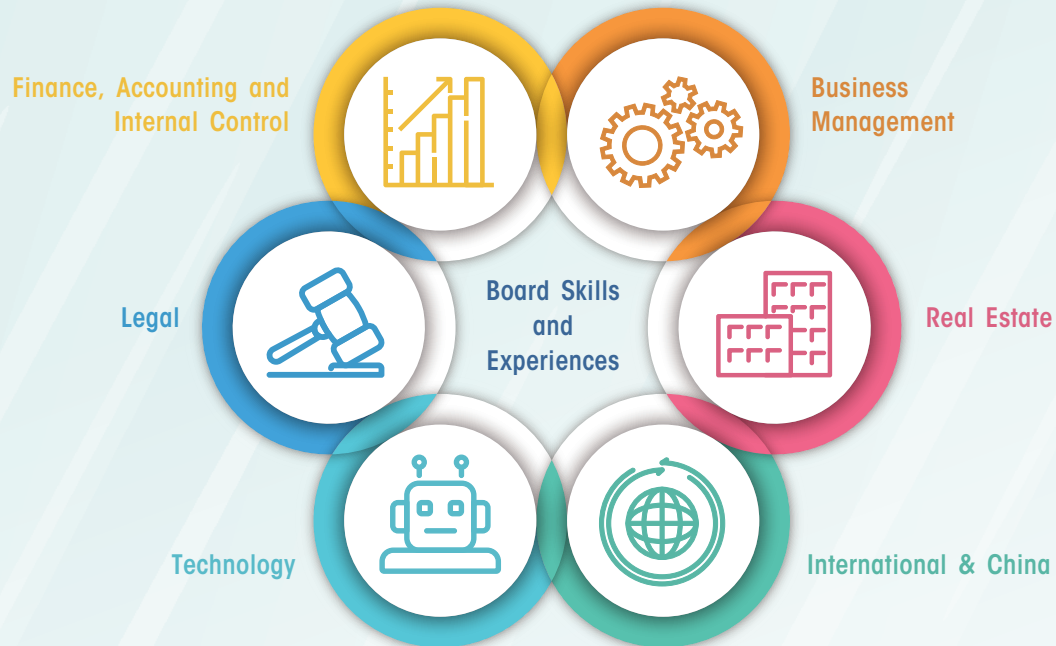 Finance, Accounting and
Internal Control
Business
Management
Legal
Board Skills
and
Experiences
Real Estate
Technology
International & China